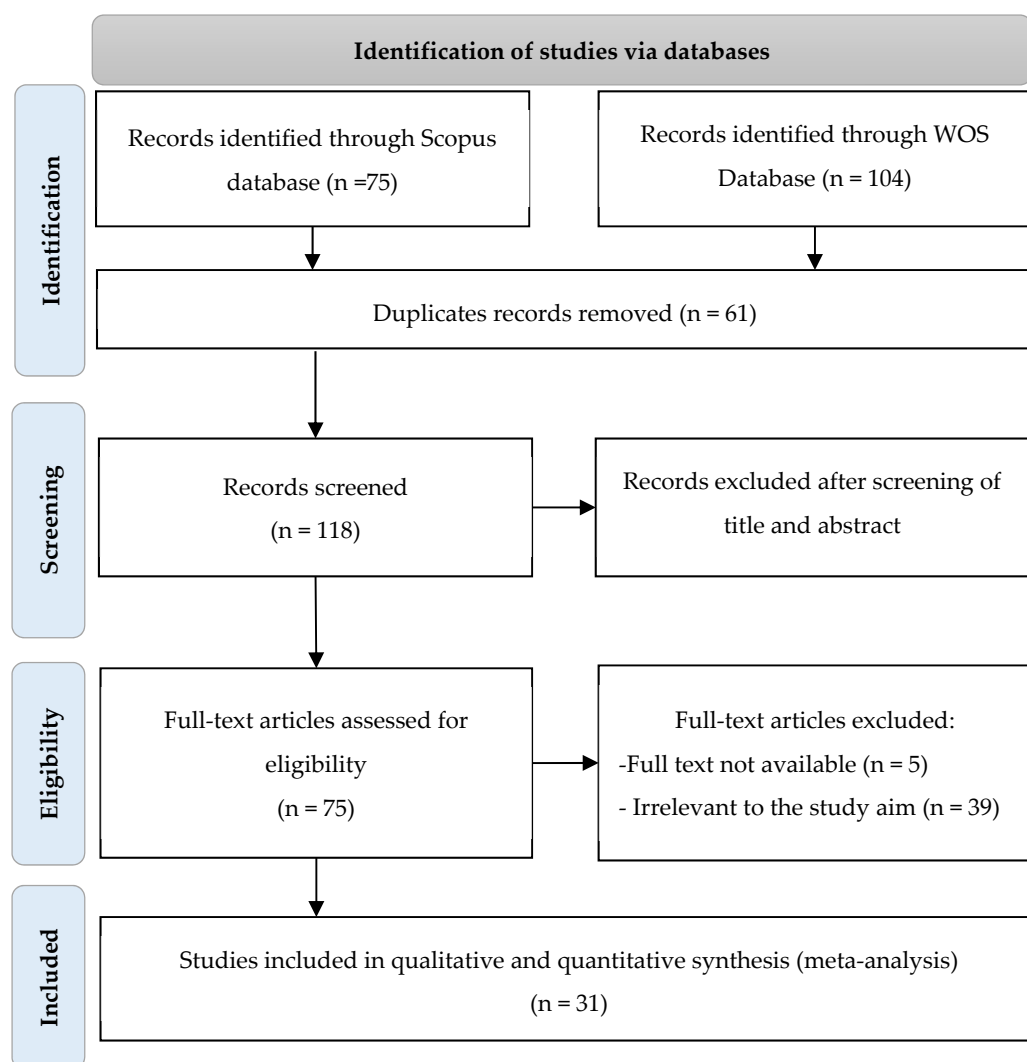 Identification of studies via databases
Identification
Records identified through Scopus
database (n =75)
Records identified through WOS
Database (n = 104)
Duplicates records removed (n = 61)
Screening
Records screened
(n = 118)
Records excluded after screening of
title and abstract
Eligibility
Full-text articles assessed for
eligibility
(n = 75)
Full-text articles excluded:
-Full text not available (n = 5)
- Irrelevant to the study aim (n = 39)
Included
Studies included in qualitative and quantitative synthesis (meta-analysis)
(n = 31)